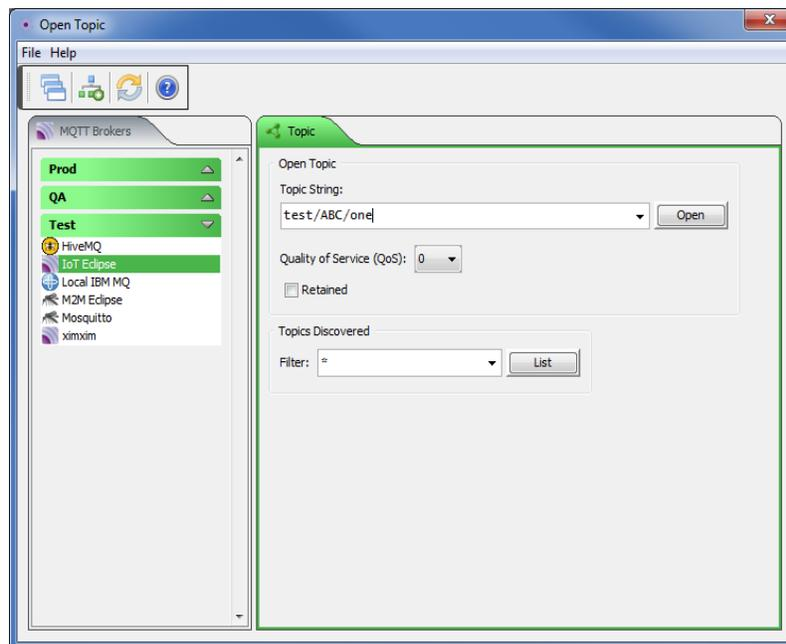 Open Topic
File Help
MQTT Brokers
Prod
QA
Test
HiveMQ
IoT Eclipse
Local IBM MQ
M2M Eclipse
Mosquitto
ximxim
Topic
Open Topic
Topic String:
test/ABC/one
Open
Quality of Service (QoS): 0
Retained
Topics Discovered
Filter: * List